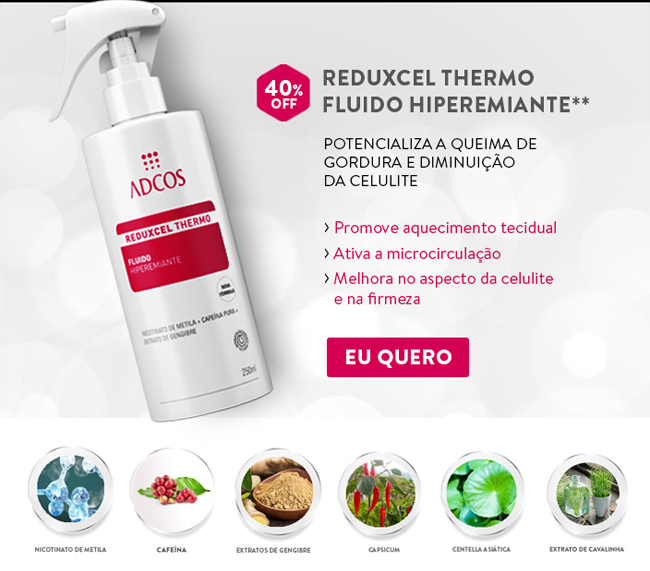 40%
OFF
REDUXCEL THERMO
FLUIDO HIPEREMIANTE**
POTENCIALIZA A QUEIMA DE
GORDURA E DIMINUIÇÃO
DA CELULITE
› Promove aquecimento tecidual
› Ativa a microcirculação
› Melhora no aspecto da celulite
e na firmeza
EU QUERO
ADCOS
REDUXCEL THERMO
FLUIDO
HIPEREMIANTE
NOVA
FÓRMULA
NICOTINATO DE METILA + CAFEÍNA PURA +
EXTRATO DE GENGIBRE
250ml
NICOTINATO DE METILA
CAFEÍNA
EXTRATOS DE GENGIBRE
CAPSICUM
CENTELLA ASIÁTICA
EXTRATO DE CAVALINHA